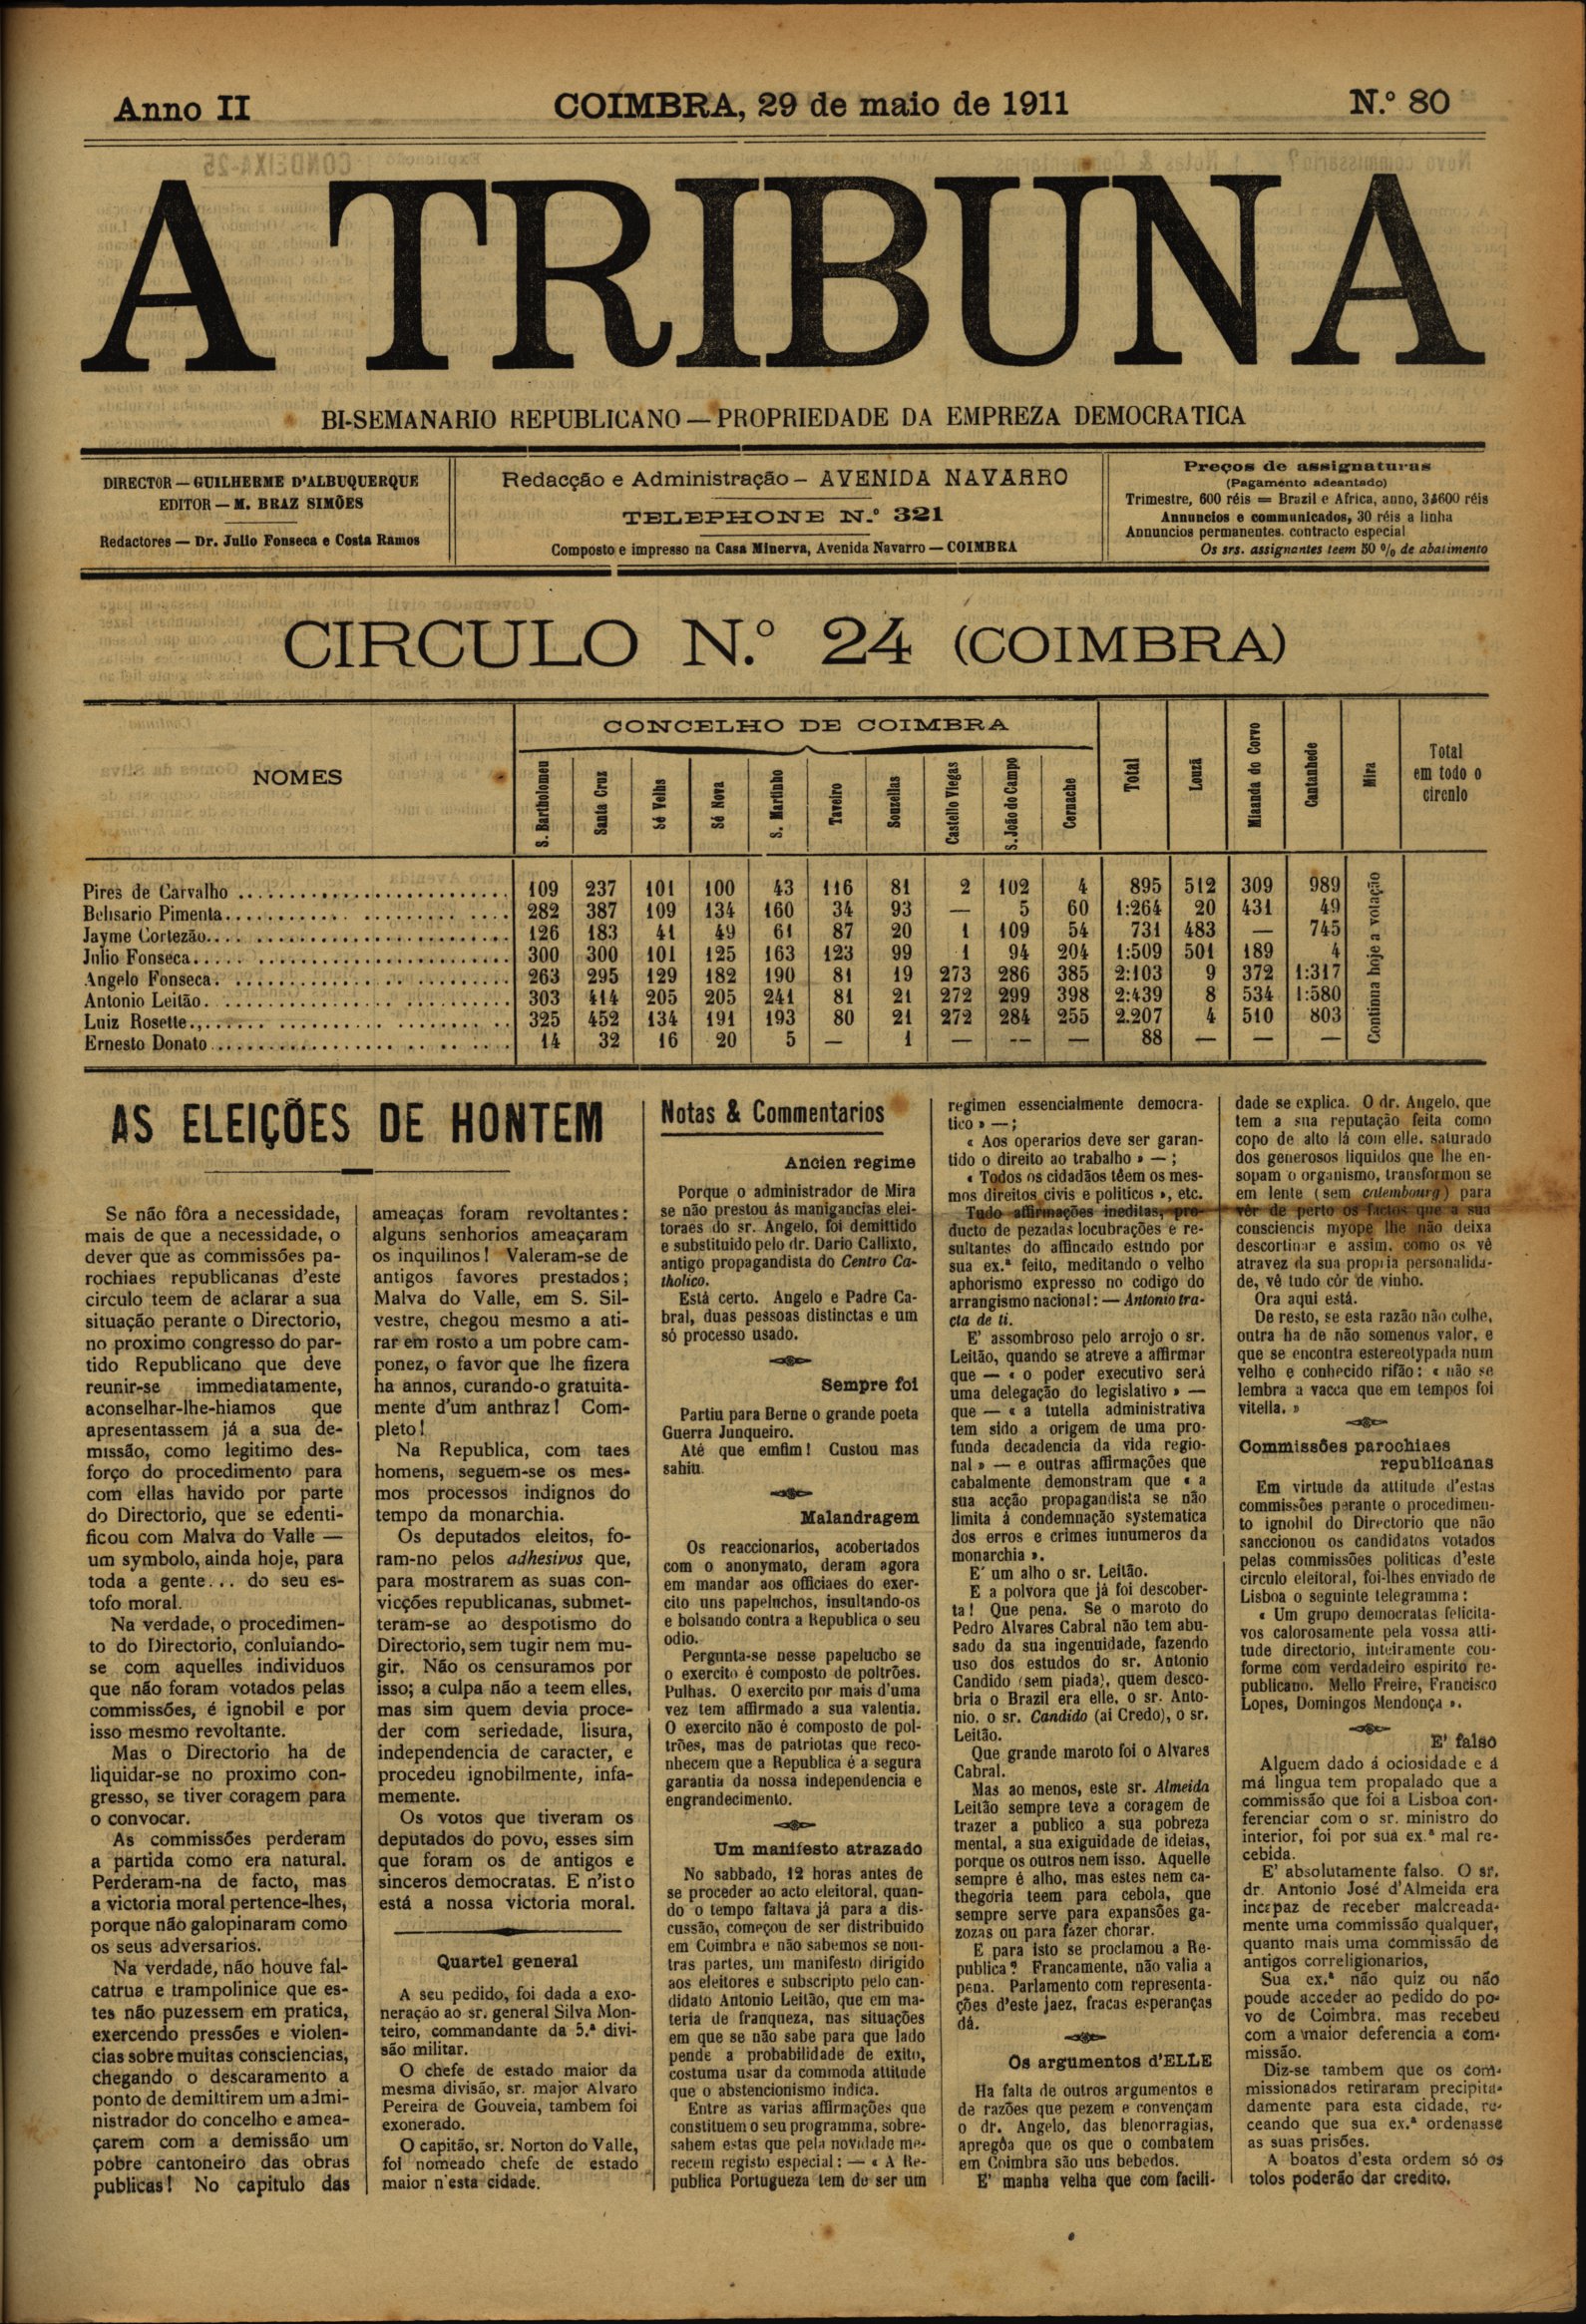 Anno II
COIMBRA, 29 de maio de 1911
N.º 80
A TRIBUNA
BI-SEMANARIO REPUBLICANO — PROPRIEDADE DA EMPREZA DEMOCRATICA
DIRECTOR — GUILHERME D'ALBUQUERQUE
EDITOR — M. BRAZ SIMÕES
Redactores — Dr. Julio Fonseca e Costa Ramos
Redacção e Administração — AVENIDA NAVARRO
TELEPHONE N.º 321
Composto e impresso na Casa Minerva, Avenida Navarro — COIMBRA
Preços de assignaturas
(Pagamento adeantado)
Trimestre, 600 réis = Brazil e Africa, anno, 3$600 réis
Annuncios e communicados, 30 réis a linha
Annuncios permanentes, contracto especial
Os srs. assignantes teem 50 % de abatimento
CIRCULO N.º 24 (COIMBRA)
NOMES
CONCELHO DE COIMBRA
S. Bartholomeu
Santa Cruz
Sé Velha
Sé Nova
S. Martinho
Taveiro
Souzellas
Castello Viegas
S. João do Campo
Cernache
Total
Louzã
Miranda do Corvo
Cantanhede
Mira
Total
em todo o
circulo
Pires de Carvalho 109 237 101 100 43 116 81 2 102 4 895 512 309 989
Belisario Pimenta 282 387 109 134 160 34 93 — 5 60 1:264 20 431 49
Jayme Cortezão 126 183 41 49 61 87 20 1 109 54 731 483 — 745
Julio Fonseca 300 300 101 125 163 123 99 1 94 204 1:509 501 189 4
Angelo Fonseca 263 295 129 182 190 81 19 273 286 385 2:103 9 372 1:317
Antonio Leitão 303 414 205 205 241 81 21 272 299 398 2:439 8 534 1:580
Luiz Rosette 325 452 134 191 193 80 21 272 284 255 2.207 4 510 803
Ernesto Donato 14 32 16 20 5 — 1 — -- — 88 — — —
Continua hoje a votação
AS ELEIÇÕES DE HONTEM
Se não fôra a necessidade,
mais de que a necessidade, o
dever que as commissões pa-
rochiaes republicanas d'este
circulo teem de aclarar a sua
situação perante o Directorio,
no proximo congresso do par-
tido Republicano que deve
reunir-se immediatamente,
aconselhar-lhe-hiamos que
apresentassem já a sua de-
missão, como legitimo des-
forço do procedimento para
com ellas havido por parte
do Directorio, que se edenti-
ficou com Malva do Valle —
um symbolo, ainda hoje, para
toda a gente... do seu es-
tofo moral.
Na verdade, o procedimen-
to do Directorio, conluiando-
se com aquelles individuos
que não foram votados pelas
commissões, é ignobil e por
isso mesmo revoltante.
Mas o Directorio ha de
liquidar-se no proximo con-
gresso, se tiver coragem para
o convocar.
As commissões perderam
a partida como era natural.
Perderam-na de facto, mas
a victoria moral pertence-lhes,
porque não galopinaram como
os seus adversarios.
Na verdade, não houve fal-
catrua e trampolinice que es-
tes não puzessem em pratica,
exercendo pressões e violen-
cias sobre muitas consciencias,
chegando o descaramento a
ponto de demittirem um admi-
nistrador do concelho e amea-
çarem com a demissão um
pobre cantoneiro das obras
publicas! No capitulo das
ameaças foram revoltantes:
alguns senhorios ameaçaram
os inquilinos! Valeram-se de
antigos favores prestados;
Malva do Valle, em S. Sil-
vestre, chegou mesmo a ati-
rar em rosto a um pobre cam-
ponez, o favor que lhe fizera
ha annos, curando-o gratuita-
mente d'um anthraz! Com-
pleto!
Na Republica, com taes
homens, seguem-se os mes-
mos processos indignos do
tempo da monarchia.
Os deputados eleitos, fo-
ram-no pelos adhesivos que,
para mostrarem as suas con-
vicções republicanas, submet-
teram-se ao despotismo do
Directorio, sem tugir nem mu-
gir. Não os censuramos por
isso; a culpa não a teem elles,
mas sim quem devia proce-
der com seriedade, lisura,
independencia de caracter, e
procedeu ignobilmente, infa-
memente.
Os votos que tiveram os
deputados do povo, esses sim
que foram os de antigos e
sinceros democratas. E n'isto
está a nossa victoria moral.
Quartel general
A seu pedido, foi dada a exo-
neração ao sr. general Silva Mon-
teiro, commandante da 5.ª divi-
são militar.
O chefe de estado maior da
mesma divisão, sr. major Alvaro
Pereira de Gouveia, tambem foi
exonerado.
O capitão, sr. Norton do Valle,
foi nomeado chefe de estado
maior n'esta cidade.
Notas & Commentarios
Ancien regime
Porque o administrador de Mira
se não prestou ás manigancias elei-
toraes do sr. Angelo, foi demittido
e substituido pelo dr. Dario Callixto,
antigo propagandista do Centro Ca-
tholico.
Está certo. Angelo e Padre Ca-
bral, duas pessoas distinctas e um
só processo usado.
Sempre foi
Partiu para Berne o grande poeta
Guerra Junqueiro.
Até que emfim! Custou mas
sahiu.
Malandragem
Os reaccionarios, acobertados
com o anonymato, deram agora
em mandar aos officiaes do exer-
cito uns papeluchos, insultando-os
e bolsando contra a Republica o seu
odio.
Pergunta-se nesse papelucho se
o exercito é composto de poltrões.
Pulhas. O exercito por mais d'uma
vez tem affirmado a sua valentia.
O exercito não é composto de pol-
trões, mas de patriotas que reco-
nhecem que a Republica é a segura
garantia da nossa independencia e
engrandecimento.
Um manifesto atrazado
No sabbado, 12 horas antes de
se proceder ao acto eleitoral, quan-
do o tempo faltava já para a dis-
cussão, começou de ser distribuido
em Coimbra e não sabemos se nou-
tras partes, um manifesto dirigido
aos eleitores e subscripto pelo can-
didato Antonio Leitão, que em ma-
teria de franqueza, nas situações
em que se não sabe para que lado
pende a probabilidade de exito,
costuma usar da commoda attitude
que o abstencionismo indica.
Entre as varias affirmações que
constituem o seu programma, sobre-
sahem estas que pela novidade me-
recem registo especial: — « A Re-
publica Portugueza tem de ser um
regimen essencialmente democra-
tico » —;
« Aos operarios deve ser garan-
tido o direito ao trabalho » —;
« Todos os cidadãos têem os mes-
mos direitos civis e politicos », etc.
Tudo affirmações ineditas, pro-
ducto de pezadas locubrações e re-
sultantes do affincado estudo por
sua ex.ª feito, meditando o velho
aphorismo expresso no codigo do
arrangismo nacional: — Antonio tra-
cta de ti.
E' assombroso pelo arrojo o sr.
Leitão, quando se atreve a affirmar
que — « o poder executivo será
uma delegação do legislativo » —
que — « a tutella administrativa
tem sido a origem de uma pro-
funda decadencia da vida regio-
nal » — e outras affirmações que
cabalmente demonstram que « a
sua acção propagandista se não
limita á condemnação systematica
dos erros e crimes innumeros da
monarchia ».
E' um alho o sr. Leitão.
E a polvora que já foi descober-
ta! Que pena. Se o maroto do
Pedro Alvares Cabral não tem abu-
sado da sua ingenuidade, fazendo
uso dos estudos do sr. Antonio
Candido (sem piada), quem desco-
bria o Brazil era elle, o sr. Anto-
nio, o sr. Candido (ai Credo), o sr.
Leitão.
Que grande maroto foi o Alvares
Cabral.
Mas ao menos, este sr. Almeida
Leitão sempre teve a coragem de
trazer a publico a sua pobreza
mental, a sua exiguidade de ideias,
porque os outros nem isso. Aquelle
sempre é alho, mas estes nem ca-
thegoria teem para cebola, que
sempre serve para expansões ga-
zozas ou para fazer chorar.
E para isto se proclamou a Re-
publica? Francamente, não valia a
pena. Parlamento com representa-
ções d'este jaez, fracas esperanças
dá.
Os argumentos d'ELLE
Ha falta de outros argumentos e
de razões que pezem e convençam
o dr. Angelo, das blenorragias,
apregôa que os que o combatem
em Coimbra são uns bebedos.
E' manha velha que com facili-
dade se explica. O dr. Angelo, que
tem a sua reputação feita como
copo de alto lá com elle, saturado
dos generosos liquidos que lhe en-
sopam o organismo, transformon se
em lente (sem calembourg) para
vêr de perto os factos que a sua
consciencis myope lhe não deixa
descortinar e assim, como os vê
atravez da sua propria personalida-
de, vê tudo côr de vinho.
Ora aqui está.
De resto, se esta razão não colhe,
outra ha de não somenos valor, e
que se encontra estereotypada num
velho e conhecido rifão: « não se
lembra a vacca que em tempos foi
vitella. »
Commissões parochiaes
republicanas
Em virtude da attitude d'estas
commissões perante o procedimen-
to ignobil do Directorio que não
sanccionou os candidatos votados
pelas commissões politicas d'este
circulo eleitoral, foi-lhes enviado de
Lisboa o seguinte telegramma:
« Um grupo democratas felicita-
vos calorosamente pela vossa atti-
tude directorio, inteiramente con-
forme com verdadeiro espirito re-
publicano. Mello Freire, Francisco
Lopes, Domingos Mendonça ».
E' falso
Alguem dado á ociosidade e á
má lingua tem propalado que a
commissão que foi a Lisboa con-
ferenciar com o sr. ministro do
interior, foi por sua ex.ª mal re-
cebida.
E' absolutamente falso. O sr.
dr. Antonio José d'Almeida era
incapaz de receber malcreada-
mente uma commissão qualquer,
quanto mais uma commissão de
antigos correligionarios,
Sua ex.ª não quiz ou não
poude acceder ao pedido do po-
vo de Coimbra, mas recebeu
com a maior deferencia a com-
missão.
Diz-se tambem que os com-
missionados retiraram precipita-
damente para esta cidade, re-
ceando que sua ex.ª ordenasse
as suas prisões.
A boatos d'esta ordem só os
tolos poderão dar credito.